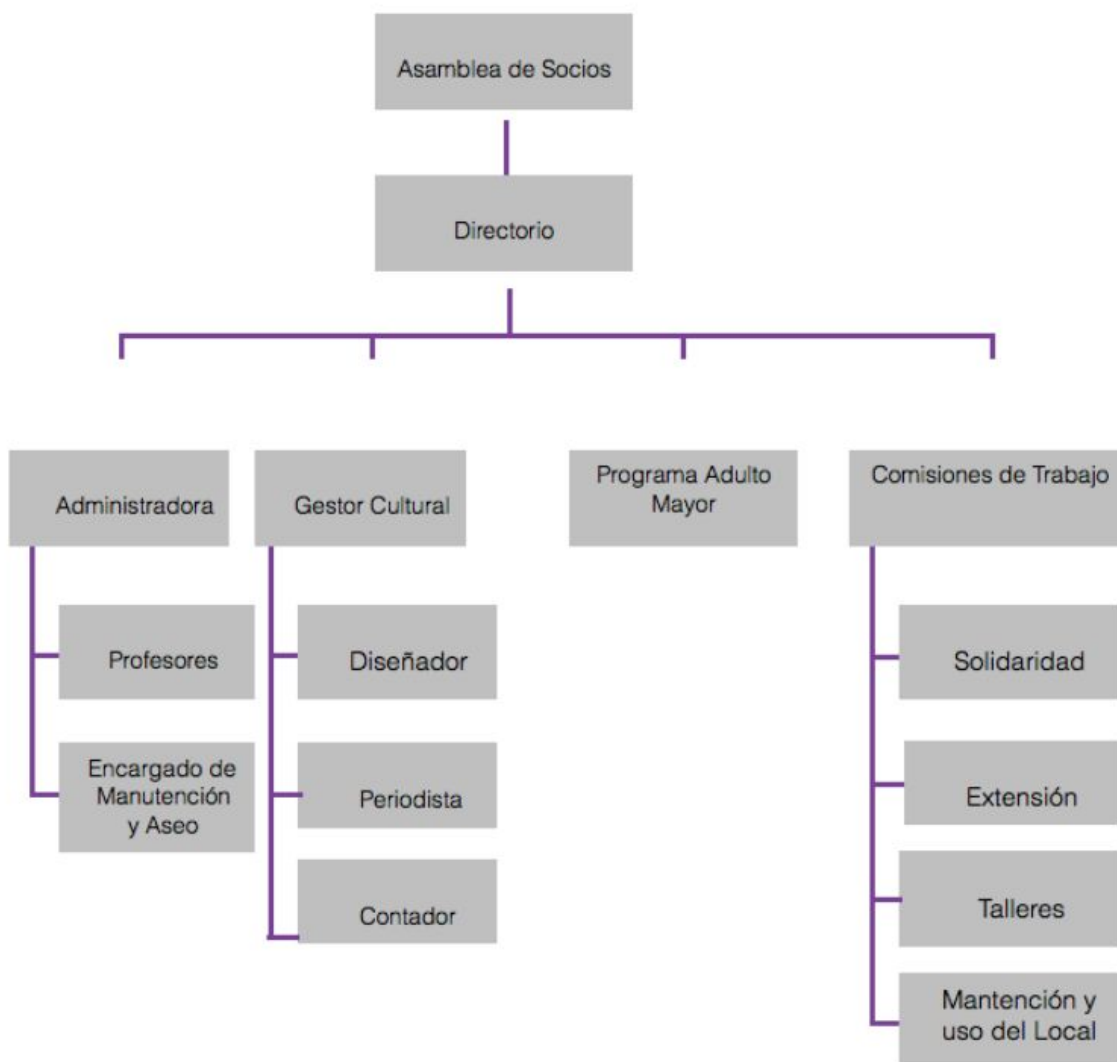 Asamblea de Socios
Directorio
Administradora
Gestor Cultural
Programa Adulto
Mayor
Comisiones de Trabajo
Profesores
Encargado de
Manutención
y Aseo
Diseñador
Periodista
Contador
Solidaridad
Extensión
Talleres
Mantención y
uso del Local